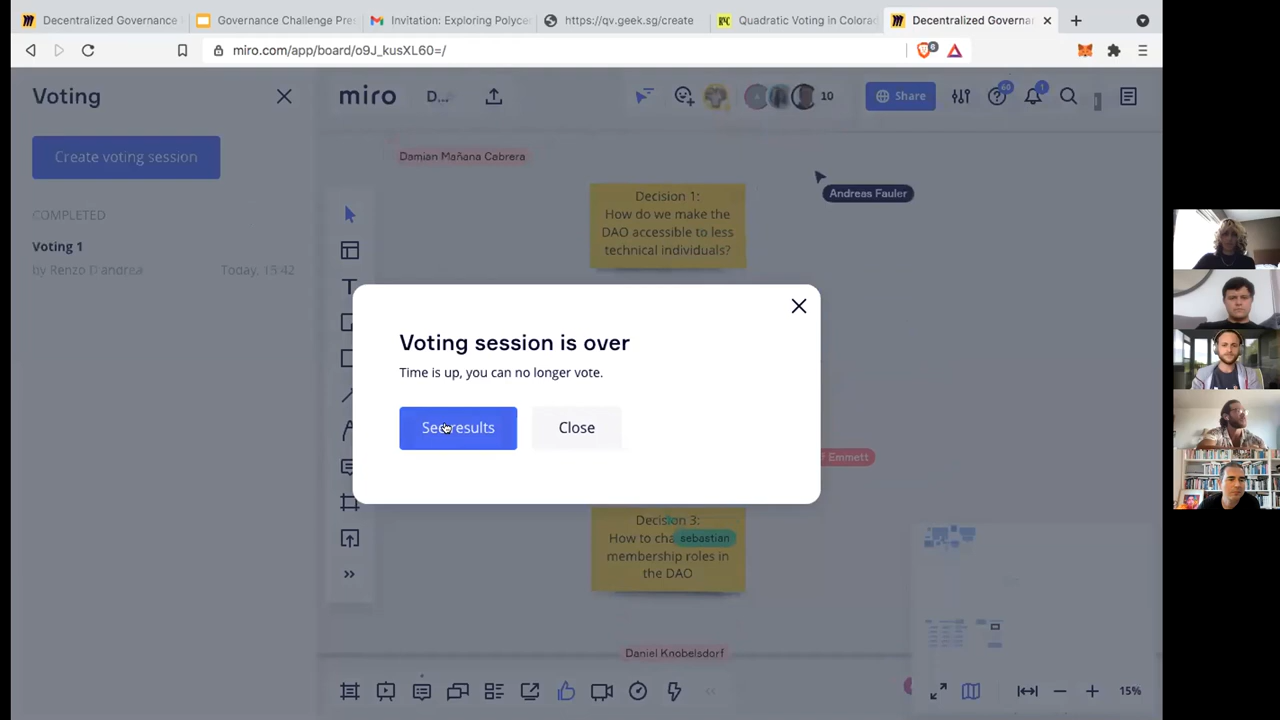 Decentralized Governance
Governance Challenge Pres
Invitation: Exploring Polyce
https://qv.geek.sg/create
Quadratic Voting in Colorad
Decentralized Governa
miro.com/app/board/o9J_kusXL60=/
6
Voting
miro
D...
10
Share
60
1
Create voting session
Damian Mañana Cabrera
Andreas Fauler
COMPLETED
Voting 1
by Renzo D'andrea
Today, 15:42
Decision 1:
How do we make the
DAO accessible to less
technical individuals?
Voting session is over
Time is up, you can no longer vote.
See results
Close
Emmett
Decision 3:
How to cha
sebastian
membership roles in
the DAO
Daniel Knobelsdorf
15%